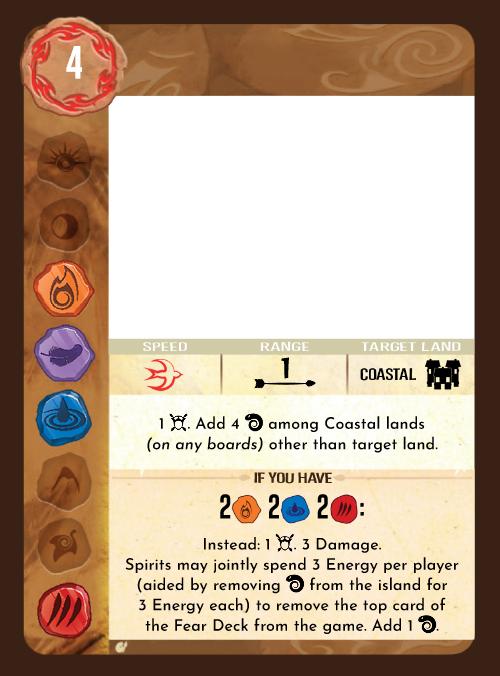 4
SPEED RANGE TARGET LAND
1 COASTAL
1 . Add 4 among Coastal lands
(on any boards) other than target land.
IF YOU HAVE
2 2 2 :
Instead: 1 . 3 Damage.
Spirits may jointly spend 3 Energy per player
(aided by removing from the island for
3 Energy each) to remove the top card of
the Fear Deck from the game. Add 1 .